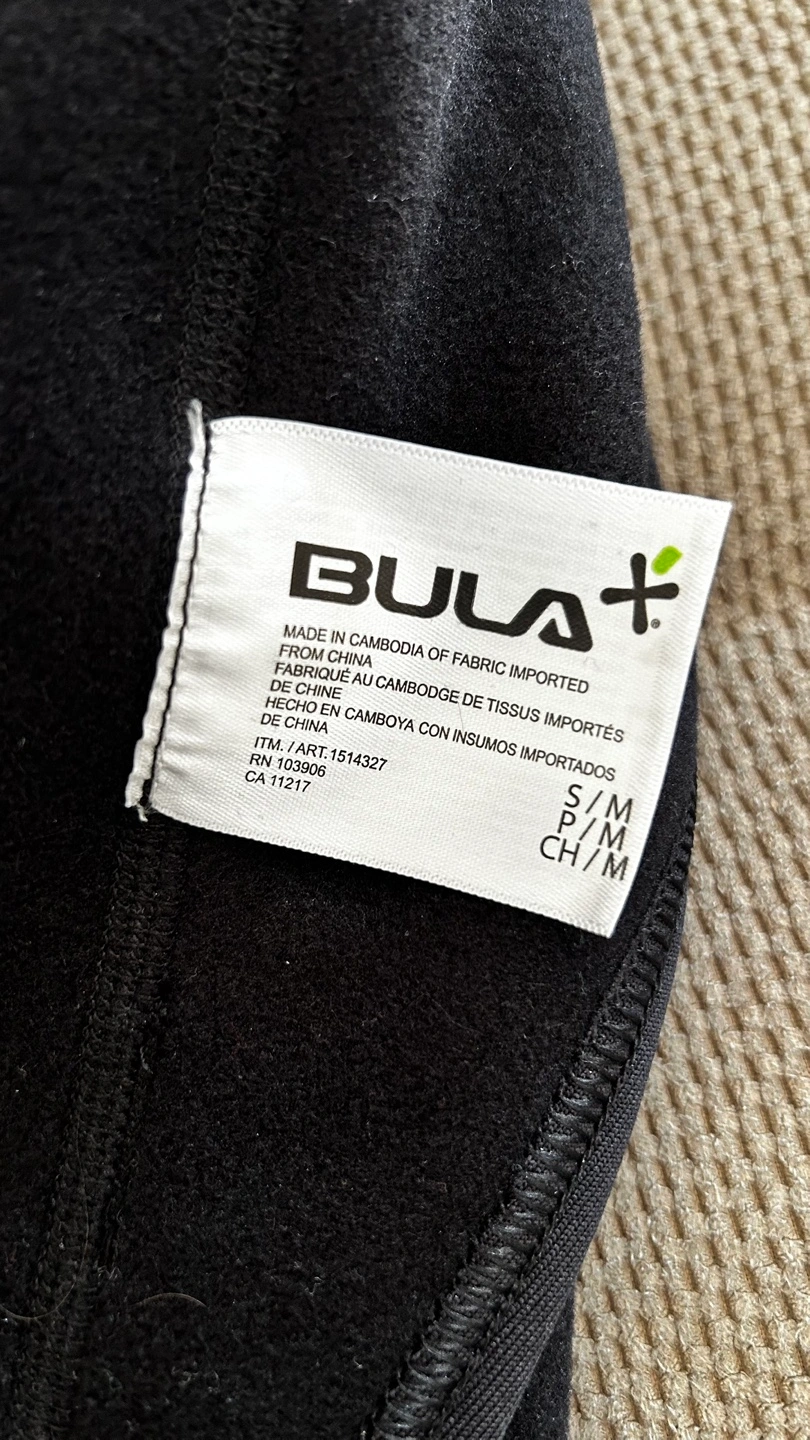 BULA
®
MADE IN CAMBODIA OF FABRIC IMPORTED
FROM CHINA
FABRIQUÉ AU CAMBODGE DE TISSUS IMPORTÉS
DE CHINE
HECHO EN CAMBOYA CON INSUMOS IMPORTADOS
DE CHINA
ITM. / ART. 1514327
RN 103906
CA 11217
S / M
P / M
CH / M